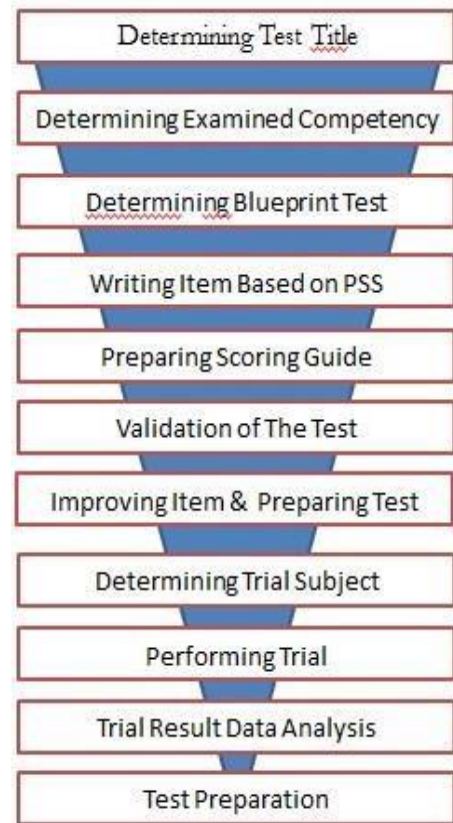 Determining Test Title
Determining Examined Competency
Determining Blueprint Test
Writing Item Based on PSS
Preparing Scoring Guide
Validation of The Test
Improving Item & Preparing Test
Determining Trial Subject
Performing Trial
Trial Result Data Analysis
Test Preparation